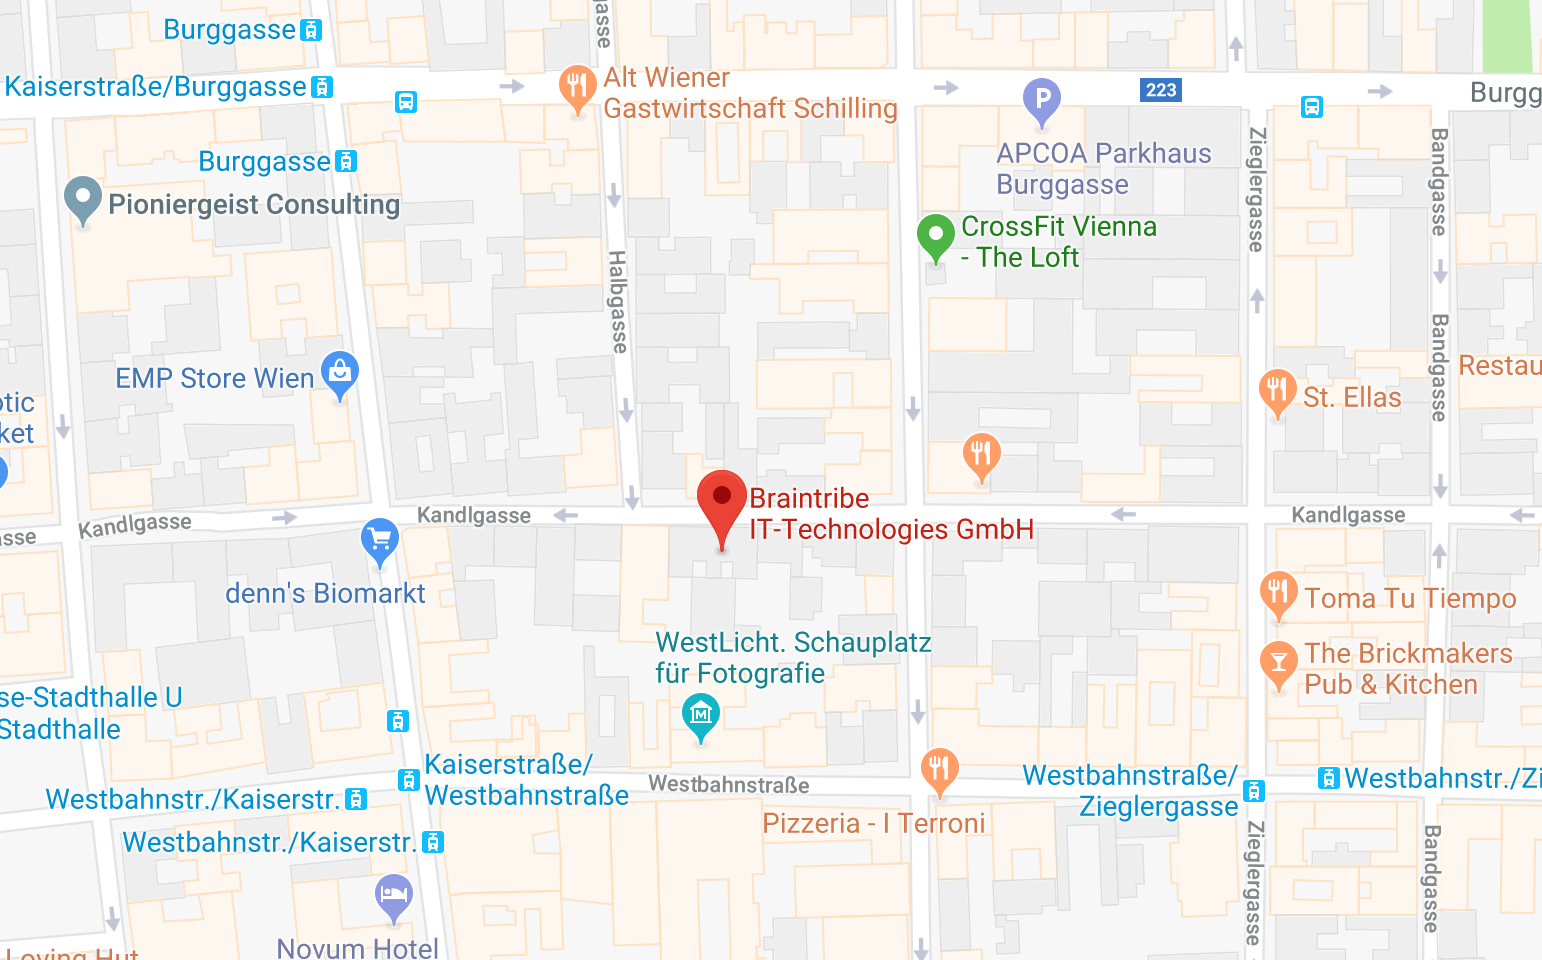 Burggasse
gasse
Kaiserstraße/Burggasse
Alt Wiener
Gastwirtschaft Schilling
223
Burgg
Burggasse
APCOA Parkhaus
Burggasse
Zieglergasse
Bandgasse
Pioniergeist Consulting
CrossFit Vienna
- The Loft
Halbgasse
Bandgasse
EMP Store Wien
Restau
St. Ellas
otic
ket
Braintribe
IT-Technologies GmbH
Kandlgasse
Kandlgasse
Kandlgasse
asse
denn's Biomarkt
Toma Tu Tiempo
WestLicht. Schauplatz
für Fotografie
The Brickmakers
Pub & Kitchen
se-Stadthalle U
Stadthalle
Kaiserstraße/
Westbahnstraße
Westbahnstraße
Westbahnstraße/
Zieglergasse
Westbahnstr./Zi
Westbahnstr./Kaiserstr.
Pizzeria - I Terroni
Westbahnstr./Kaiserstr.
Zieglergasse
Bandgasse
Novum Hotel
Loving Hut